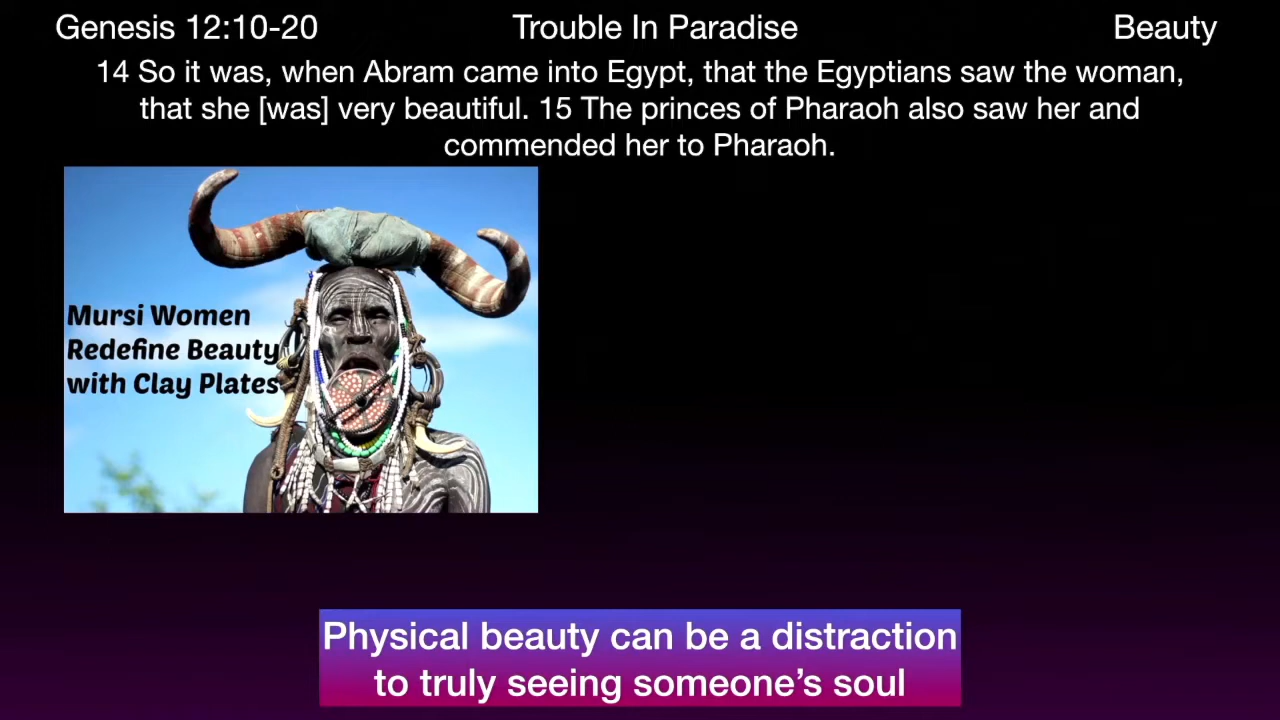 Genesis 12:10-20 Trouble In Paradise Beauty
14 So it was, when Abram came into Egypt, that the Egyptians saw the woman,
that she [was] very beautiful. 15 The princes of Pharaoh also saw her and
commended her to Pharaoh.
Mursi Women
Redefine Beauty
with Clay Plates
Physical beauty can be a distraction
to truly seeing someone’s soul